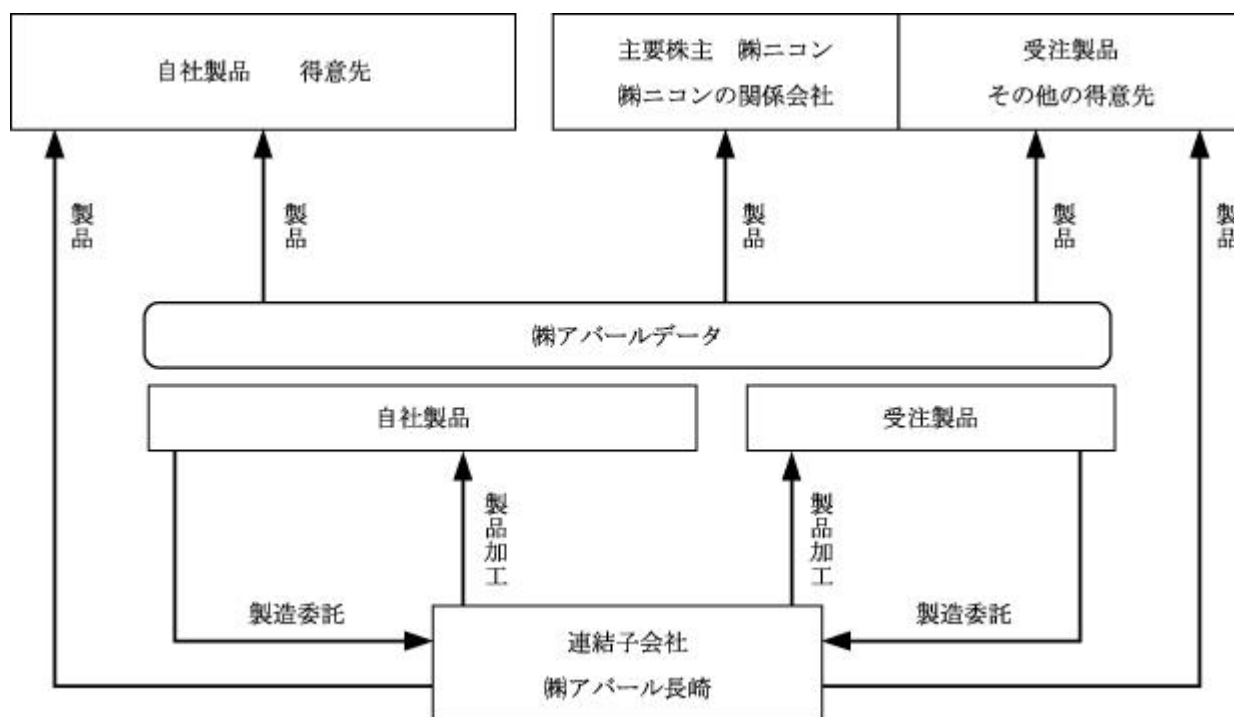 自社製品　　得意先
主要株主　㈱ニコン
㈱ニコンの関係会社
受注製品
その他の得意先
製品
製品
製品
製品
製品
㈱アバールデータ
自社製品
受注製品
製品加工
製品加工
製造委託
製造委託
連結子会社
㈱アバール長崎